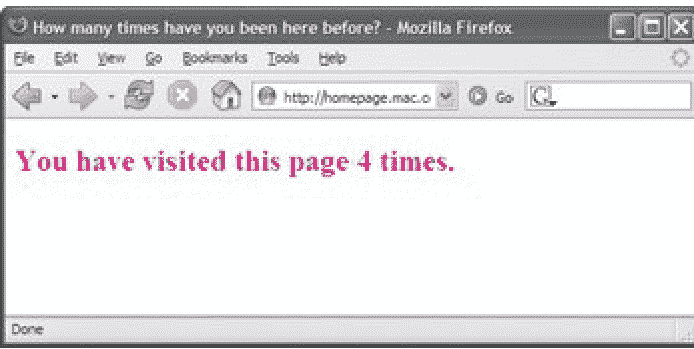 How many times have you been here before? - Mozilla Firefox
File Edit View Go Bookmarks Tools Help
http://homepage.mac.c Go G
You have visited this page 4 times.
Done